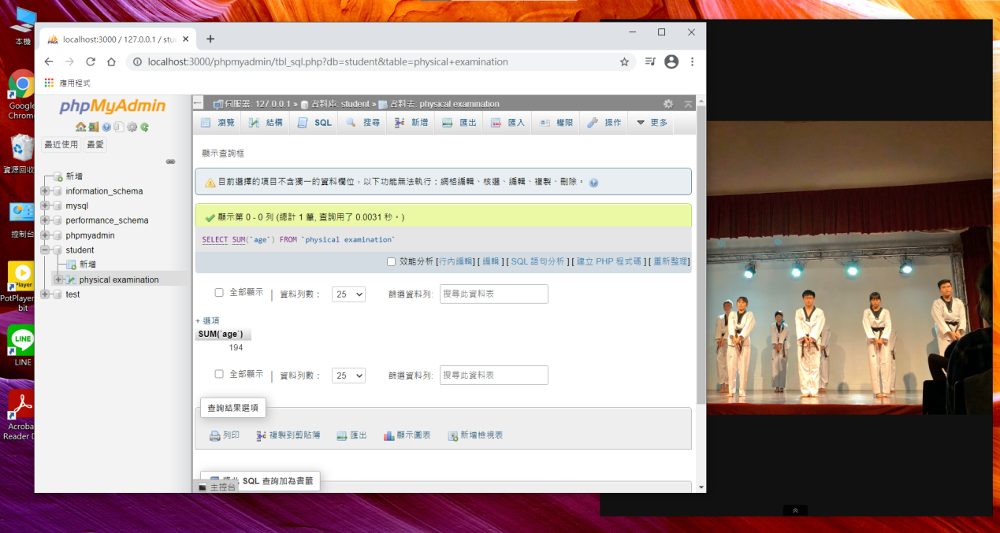 本機
Google
Chrom
資源回收
控制台
Player
PotPlayer
bit
LINE
LINE
Acroba
Reader D
localhost:3000 / 127.0.0.1 / stu
localhost:3000/phpmyadmin/tbl_sql.php?db=student&table=physical+examination
應用程式
phpMyAdmin
最近使用 最愛
新增
information_schema
mysql
performance_schema
phpmyadmin
student
新增
physical examination
test
伺服器: 127.0.0.1 » 資料庫: student » 資料表: physical examination
瀏覽 結構 SQL 搜尋 新增 匯出 匯入 權限 操作 更多
顯示查詢框
目前選擇的項目不含獨一的資料欄位，以下功能無法執行：網格編輯、核選、編輯、複製、刪除。
顯示第 0 - 0 列 (總計 1 筆, 查詢用了 0.0031 秒。)
SELECT SUM(`age`) FROM `physical examination`
效能分析 [行內編輯] [ 編輯 ] [ SQL 語句分析 ] [ 建立 PHP 程式碼 ] [ 重新整理]
全部顯示 | 資料列數： 25 篩選資料列: 搜尋此資料表
+ 選項
SUM(`age`)
194
全部顯示 | 資料列數： 25 篩選資料列: 搜尋此資料表
查詢結果選項
列印 複製到剪貼簿 匯出 顯示圖表 新增檢視表
SQL 查詢加為書籤
主控台